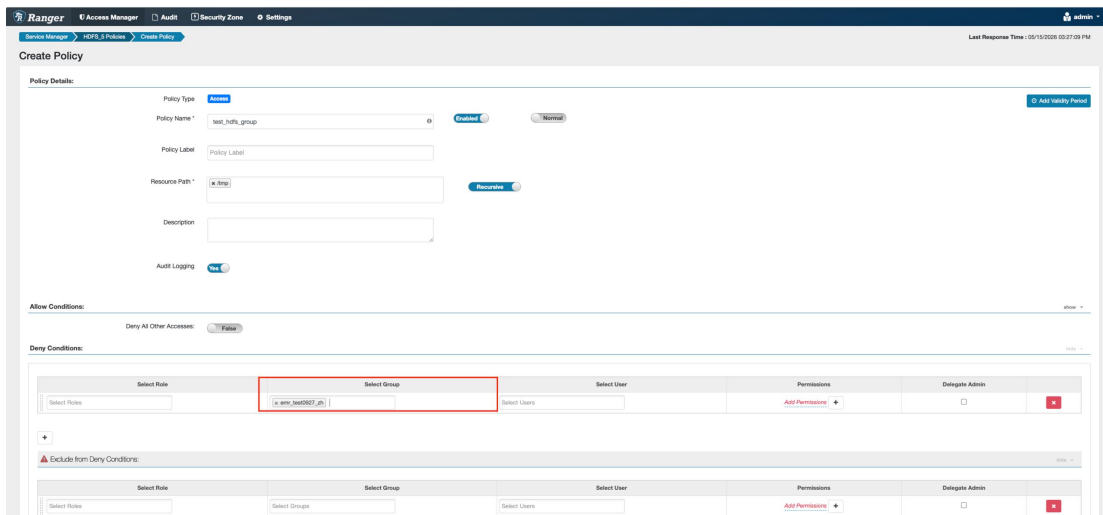 Ranger Access Manager Audit Security Zone Settings admin
Service Manager HDFS_5 Policies Create Policy Last Response Time : 05/15/2026 03:27:09 PM
Create Policy
Policy Details:
Policy Type Access Add Validity Period
Policy Name * test_hdfs_group Enabled Normal
Policy Label Policy Label
Resource Path * × /tmp Recursive
Description
Audit Logging Yes
Allow Conditions: show
Deny All Other Accesses: False
Deny Conditions: hide
Select Role Select Group Select User Permissions Delegate Admin
Select Roles × emr_test0927_zh Select Users Add Permissions + ×
+
Exclude from Deny Conditions: hide
Select Role Select Group Select User Permissions Delegate Admin
Select Roles Select Groups Select Users Add Permissions + ×